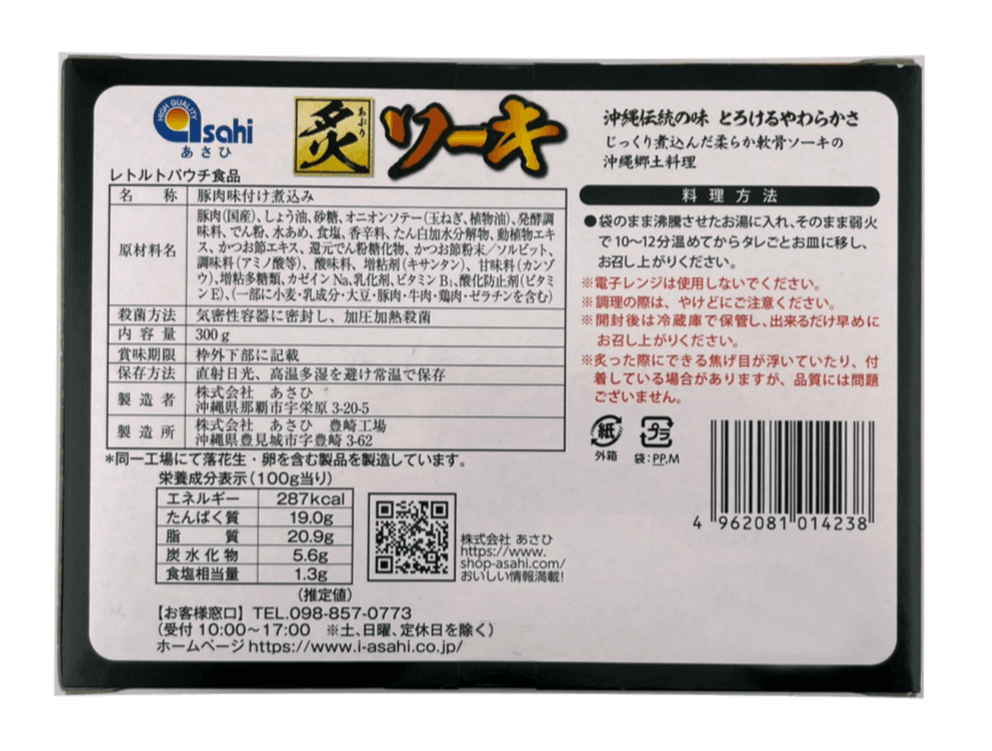 HIGH QUALITY
asahi
あさひ
炙
あぶり
ソーキ
沖縄伝統の味 とろけるやわらかさ
じっくり煮込んだ柔らか軟骨ソーキの
沖縄郷土料理
レトルトパウチ食品
名 称 豚肉味付け煮込み
原材料名 豚肉(国産)、しょう油、砂糖、オニオンソテー(玉ねぎ、植物油)、発酵調
味料、でん粉、水あめ、食塩、香辛料、たん白加水分解物、動植物エキ
ス、かつお節エキス、還元でん粉糖化物、かつお節粉末／ソルビット、
調味料(アミノ酸等)、酸味料、増粘剤(キサンタン)、甘味料(カンゾ
ウ)、増粘多糖類、カゼインNa、乳化剤、ビタミンB₁、酸化防止剤(ビタミ
ンE)、(一部に小麦・乳成分・大豆・豚肉・牛肉・鶏肉・ゼラチンを含む)
殺菌方法 気密性容器に密封し、加圧加熱殺菌
内容量 300g
賞味期限 枠外下部に記載
保存方法 直射日光、高温多湿を避け常温で保存
製造者 株式会社 あさひ
沖縄県那覇市字栄原3-20-5
製造所 株式会社 あさひ 豊崎工場
沖縄県豊見城市字豊崎3-62
*同一工場にて落花生・卵を含む製品を製造しています。
栄養成分表示(100g当り)
エネルギー 287kcal
たんぱく質 19.0g
脂 質 20.9g
炭水化物 5.6g
食塩相当量 1.3g
(推定値)
株式会社 あさひ
https://www.
shop-asahi.com/
おいしい情報満載!
【お客様窓口】 TEL.098-857-0773
(受付 10:00～17:00 ※土、日曜、定休日を除く)
ホームページ https://www.i-asahi.co.jp/
料理方法
●袋のまま沸騰させたお湯に入れ、そのまま弱火
で10～12分温めてからタレごとお皿に移し、
お召し上がりください。
※電子レンジは使用しないでください。
※調理の際は、やけどにご注意ください。
※開封後は冷蔵庫で保管し、出来るだけ早めに
お召し上がりください。
※炙った際にできる焦げ目が浮いていたり、付
着している場合がありますが、品質には問題
ございません。
紙
外箱
プラ
袋:PP,M
4 962081 014238